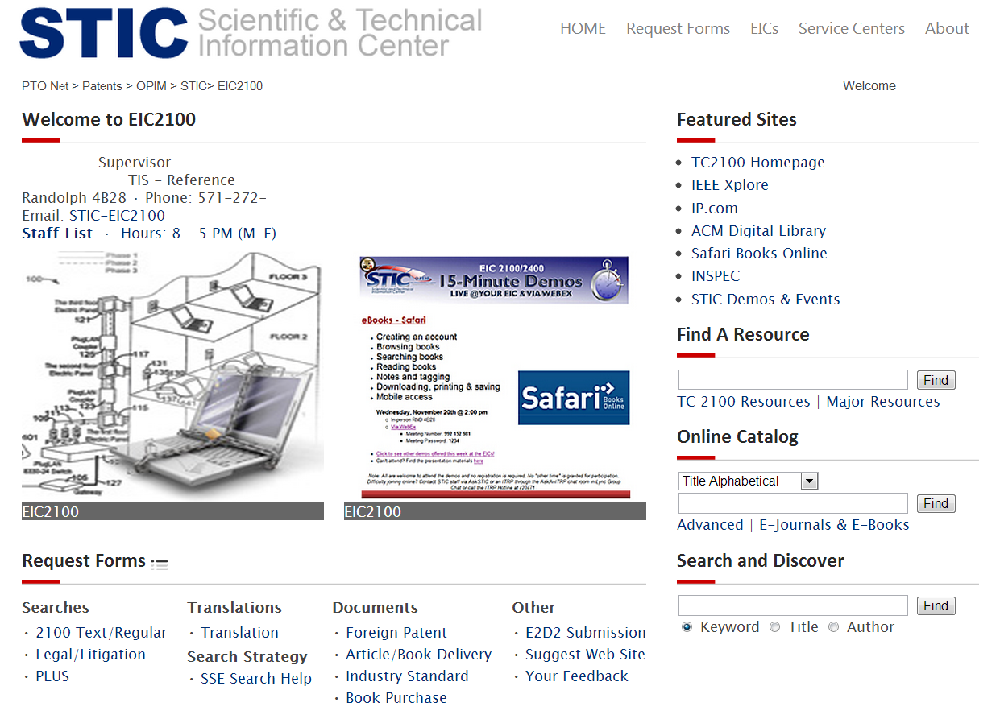 STIC Scientific & Technical
Information Center
HOME Request Forms EICs Service Centers About
PTO Net > Patents > OPIM > STIC> EIC2100
Welcome
Welcome to EIC2100
Supervisor
TIS - Reference
Randolph 4B28 · Phone: 571-272-
Email: STIC-EIC2100
Staff List · Hours: 8 - 5 PM (M-F)
Phase 1
Phase 2
Phase 3
100
FLOOR 3
The third floor
Electric Panel
121
FLOOR 2
PlugLAN
Coupler
125
117
The second floor
Electric Panel
131
135
137
141
PlugLAN
Coupler
113
123
109
115
The first floor
Electric Panel
601
PlugLAN
6330-24 Switch
105
127
Gateway
EIC2100
STIC OPIM
Scientific and Technical
Information Center
EIC 2100/2400
15-Minute Demos
LIVE @YOUR EIC & VIA WEBEX
eBooks - Safari
• Creating an account
• Browsing books
• Searching books
• Reading books
• Notes and tagging
• Downloading, printing & saving
• Mobile access
Safari Books
Online
Wednesday, November 20th @ 2:00 pm
o In-person RND 4B28
o Via WebEx
• Meeting Number: 992 152 981
• Meeting Password: 1234
• Click to see other demos offered this week at the EICs!
• Can't attend? Find the presentation materials here
Note: All are welcome to attend the demos and no registration is required. No "other time" is granted for participation.
Difficulty joining online? Contact STIC staff via AskSTIC or an ITRP through the AskAnITRP chat room in Lync Group
Chat or call the ITRP Hotline at x23471
EIC2100
Request Forms
Searches
· 2100 Text/Regular
· Legal/Litigation
· PLUS
Translations
· Translation
Search Strategy
· SSE Search Help
Documents
· Foreign Patent
· Article/Book Delivery
· Industry Standard
· Book Purchase
Other
· E2D2 Submission
· Suggest Web Site
· Your Feedback
Featured Sites
• TC2100 Homepage
• IEEE Xplore
• IP.com
• ACM Digital Library
• Safari Books Online
• INSPEC
• STIC Demos & Events
Find A Resource
Find
TC 2100 Resources | Major Resources
Online Catalog
Title Alphabetical
Find
Advanced | E-Journals & E-Books
Search and Discover
Find
Keyword Title Author